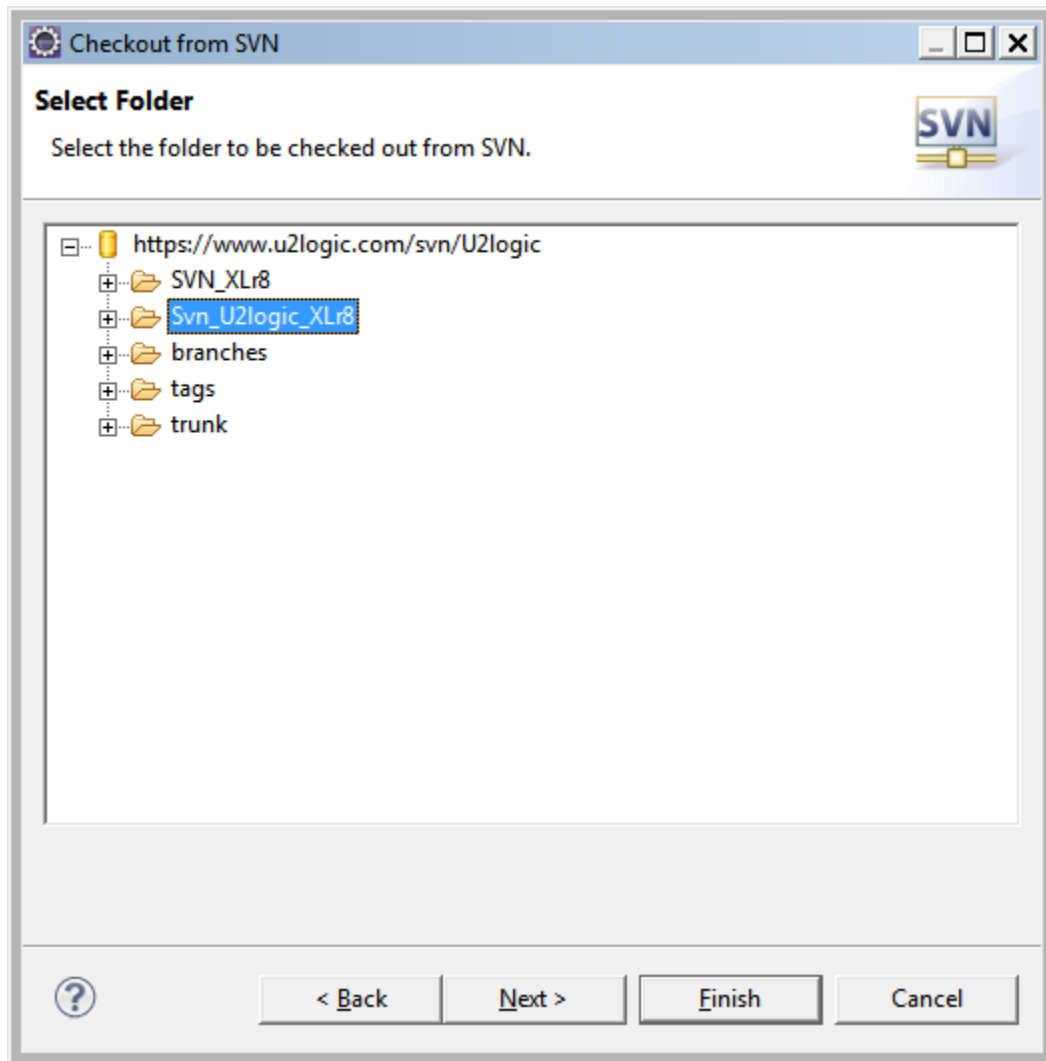 Checkout from SVN
Select Folder
Select the folder to be checked out from SVN.
SVN
https://www.u2logic.com/svn/U2logic
SVN_XLr8
Svn_U2logic_XLr8
branches
tags
trunk
?
< Back
Next >
Finish
Cancel